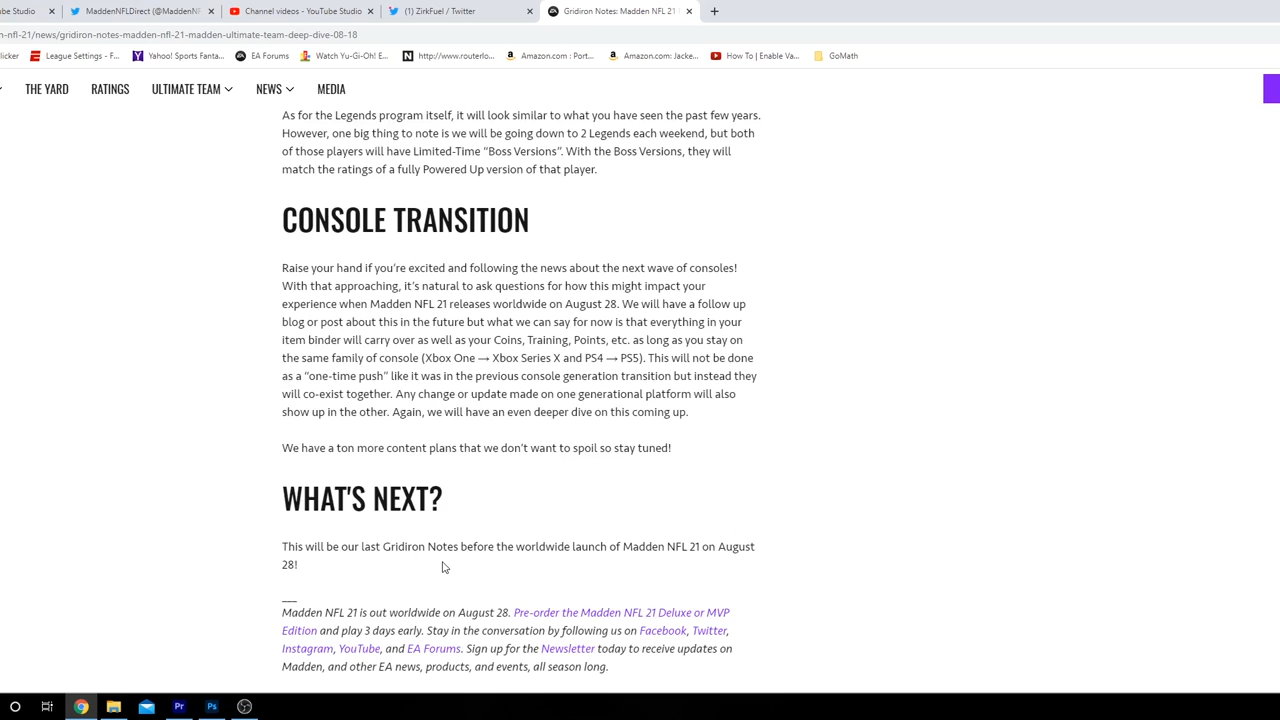 be Studio
MaddenNFLDirect (@MaddenNF
Channel videos - YouTube Studio
(1) ZirkFuel / Twitter
Gridiron Notes: Madden NFL 21
n-nfl-21/news/gridiron-notes-madden-nfl-21-madden-ultimate-team-deep-dive-08-18
licker
League Settings - F...
Yahoo! Sports Fanta...
EA Forums
Watch Yu-Gi-Oh! E...
http://www.routerlo...
Amazon.com : Port...
Amazon.com: Jacke...
How To | Enable Va...
GoMath
THE YARD
RATINGS
ULTIMATE TEAM
NEWS
MEDIA
As for the Legends program itself, it will look similar to what you have seen the past few years.
However, one big thing to note is we will be going down to 2 Legends each weekend, but both
of those players will have Limited-Time “Boss Versions”. With the Boss Versions, they will
match the ratings of a fully Powered Up version of that player.
CONSOLE TRANSITION
Raise your hand if you’re excited and following the news about the next wave of consoles!
With that approaching, it’s natural to ask questions for how this might impact your
experience when Madden NFL 21 releases worldwide on August 28. We will have a follow up
blog or post about this in the future but what we can say for now is that everything in your
item binder will carry over as well as your Coins, Training, Points, etc. as long as you stay on
the same family of console (Xbox One → Xbox Series X and PS4 → PS5). This will not be done
as a “one-time push” like it was in the previous console generation transition but instead they
will co-exist together. Any change or update made on one generational platform will also
show up in the other. Again, we will have an even deeper dive on this coming up.
We have a ton more content plans that we don’t want to spoil so stay tuned!
WHAT'S NEXT?
This will be our last Gridiron Notes before the worldwide launch of Madden NFL 21 on August
28!
___
Madden NFL 21 is out worldwide on August 28. Pre-order the Madden NFL 21 Deluxe or MVP
Edition and play 3 days early. Stay in the conversation by following us on Facebook, Twitter,
Instagram, YouTube, and EA Forums. Sign up for the Newsletter today to receive updates on
Madden, and other EA news, products, and events, all season long.